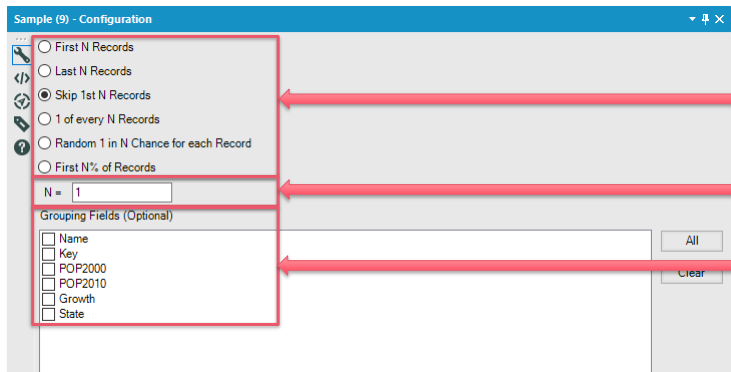 Sample (9) - Configuration
First N Records
Last N Records
Skip 1st N Records
1 of every N Records
Random 1 in N Chance for each Record
First N% of Records
N = 1
Grouping Fields (Optional)
Name
Key
POP2000
POP2010
Growth
State
All
Clear